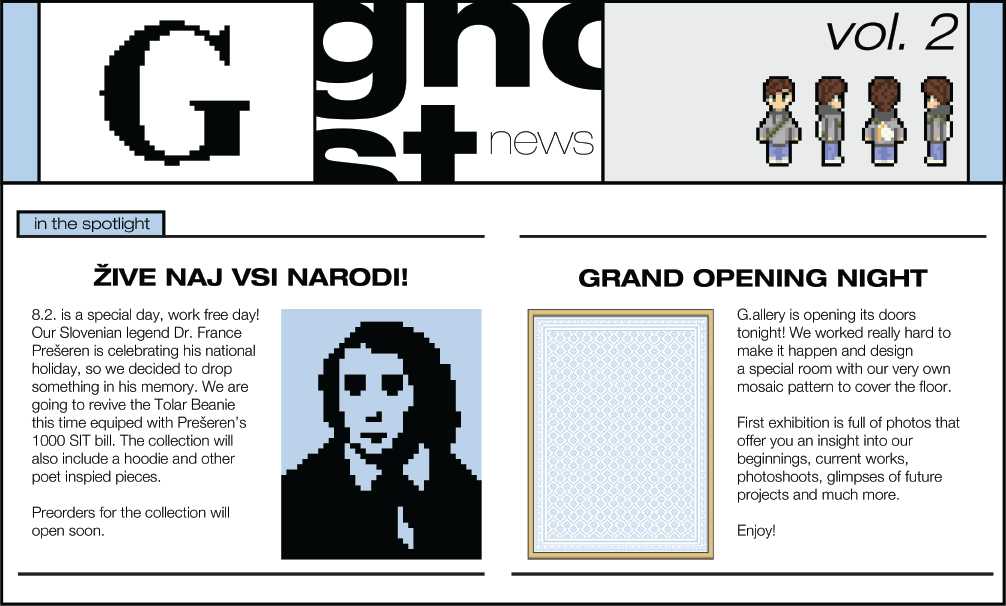 G
ghost
news
vol. 2
in the spotlight
ŽIVE NAJ VSI NARODI!
8.2. is a special day, work free day!
Our Slovenian legend Dr. France
Prešeren is celebrating his national
holiday, so we decided to drop
something in his memory. We are
going to revive the Tolar Beanie
this time equiped with Prešeren's
1000 SIT bill. The collection will
also include a hoodie and other
poet inspied pieces.
Preorders for the collection will
open soon.
GRAND OPENING NIGHT
G.allery is opening its doors
tonight! We worked really hard to
make it happen and design
a special room with our very own
mosaic pattern to cover the floor.
First exhibition is full of photos that
offer you an insight into our
beginnings, current works,
photoshoots, glimpses of future
projects and much more.
Enjoy!